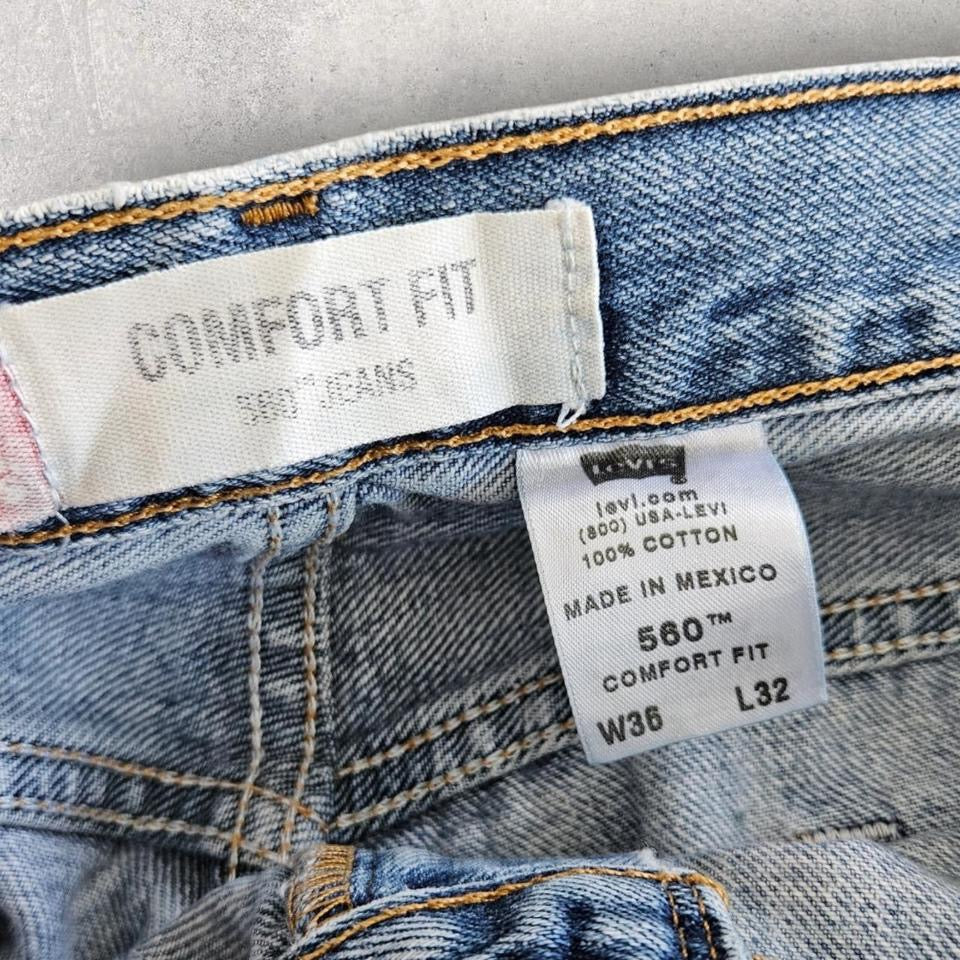 COMFORT FIT
560™ JEANS
Levi's
levi.com
(800) USA-LEVI
100% COTTON
MADE IN MEXICO
560™
COMFORT FIT
W36 L32